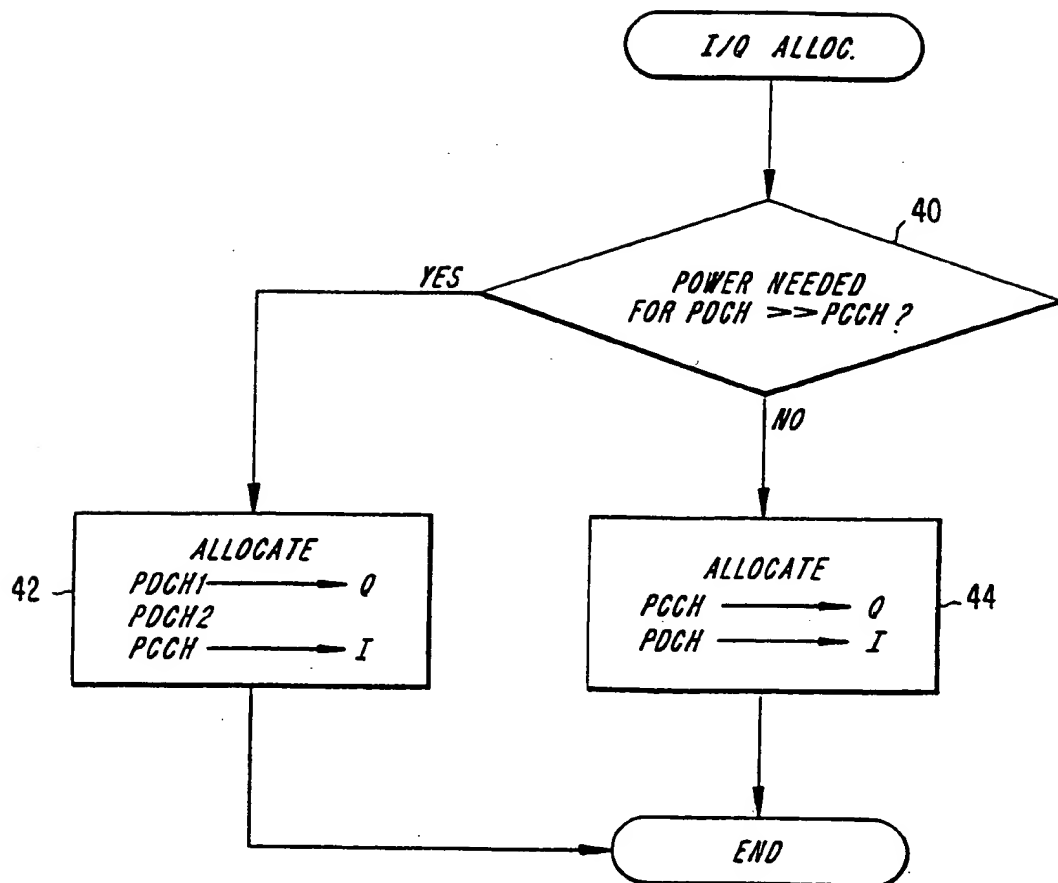 I/Q ALLOC.
40
POWER NEEDED
FOR PDCH >> PCCH ?
YES
NO
42
ALLOCATE
PDCH1 ⟶ Q
PDCH2
PCCH ⟶ I
44
ALLOCATE
PCCH ⟶ Q
PDCH ⟶ I
END